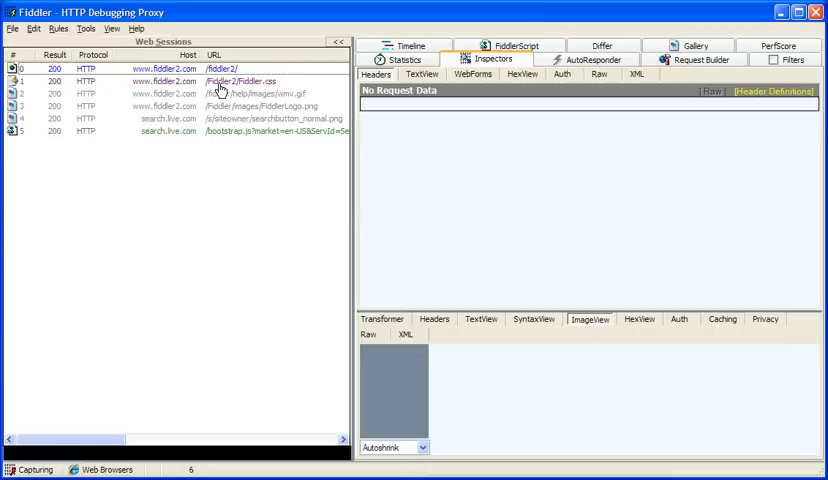 Fiddler - HTTP Debugging Proxy
File Edit Rules Tools View Help
Web Sessions <<
# Result Protocol Host URL
0 200 HTTP www.fiddler2.com /fiddler2/
1 200 HTTP www.fiddler2.com /Fiddler2/Fiddler.css
2 200 HTTP www.fiddler2.com /help/images/wmv.gif
3 200 HTTP www.fiddler2.com /Fiddler/images/FiddlerLogo.png
4 200 HTTP search.live.com /s/siteowner/searchbutton_normal.png
5 200 HTTP search.live.com /bootstrap.js?market=en-US&ServId=Se
Timeline FiddlerScript Differ Gallery PerfScore
Statistics Inspectors AutoResponder Request Builder Filters
Headers TextView WebForms HexView Auth Raw XML
No Request Data [ Raw ] [Header Definitions]
Transformer Headers TextView SyntaxView ImageView HexView Auth Caching Privacy
Raw XML
Autoshrink
Capturing Web Browsers 6